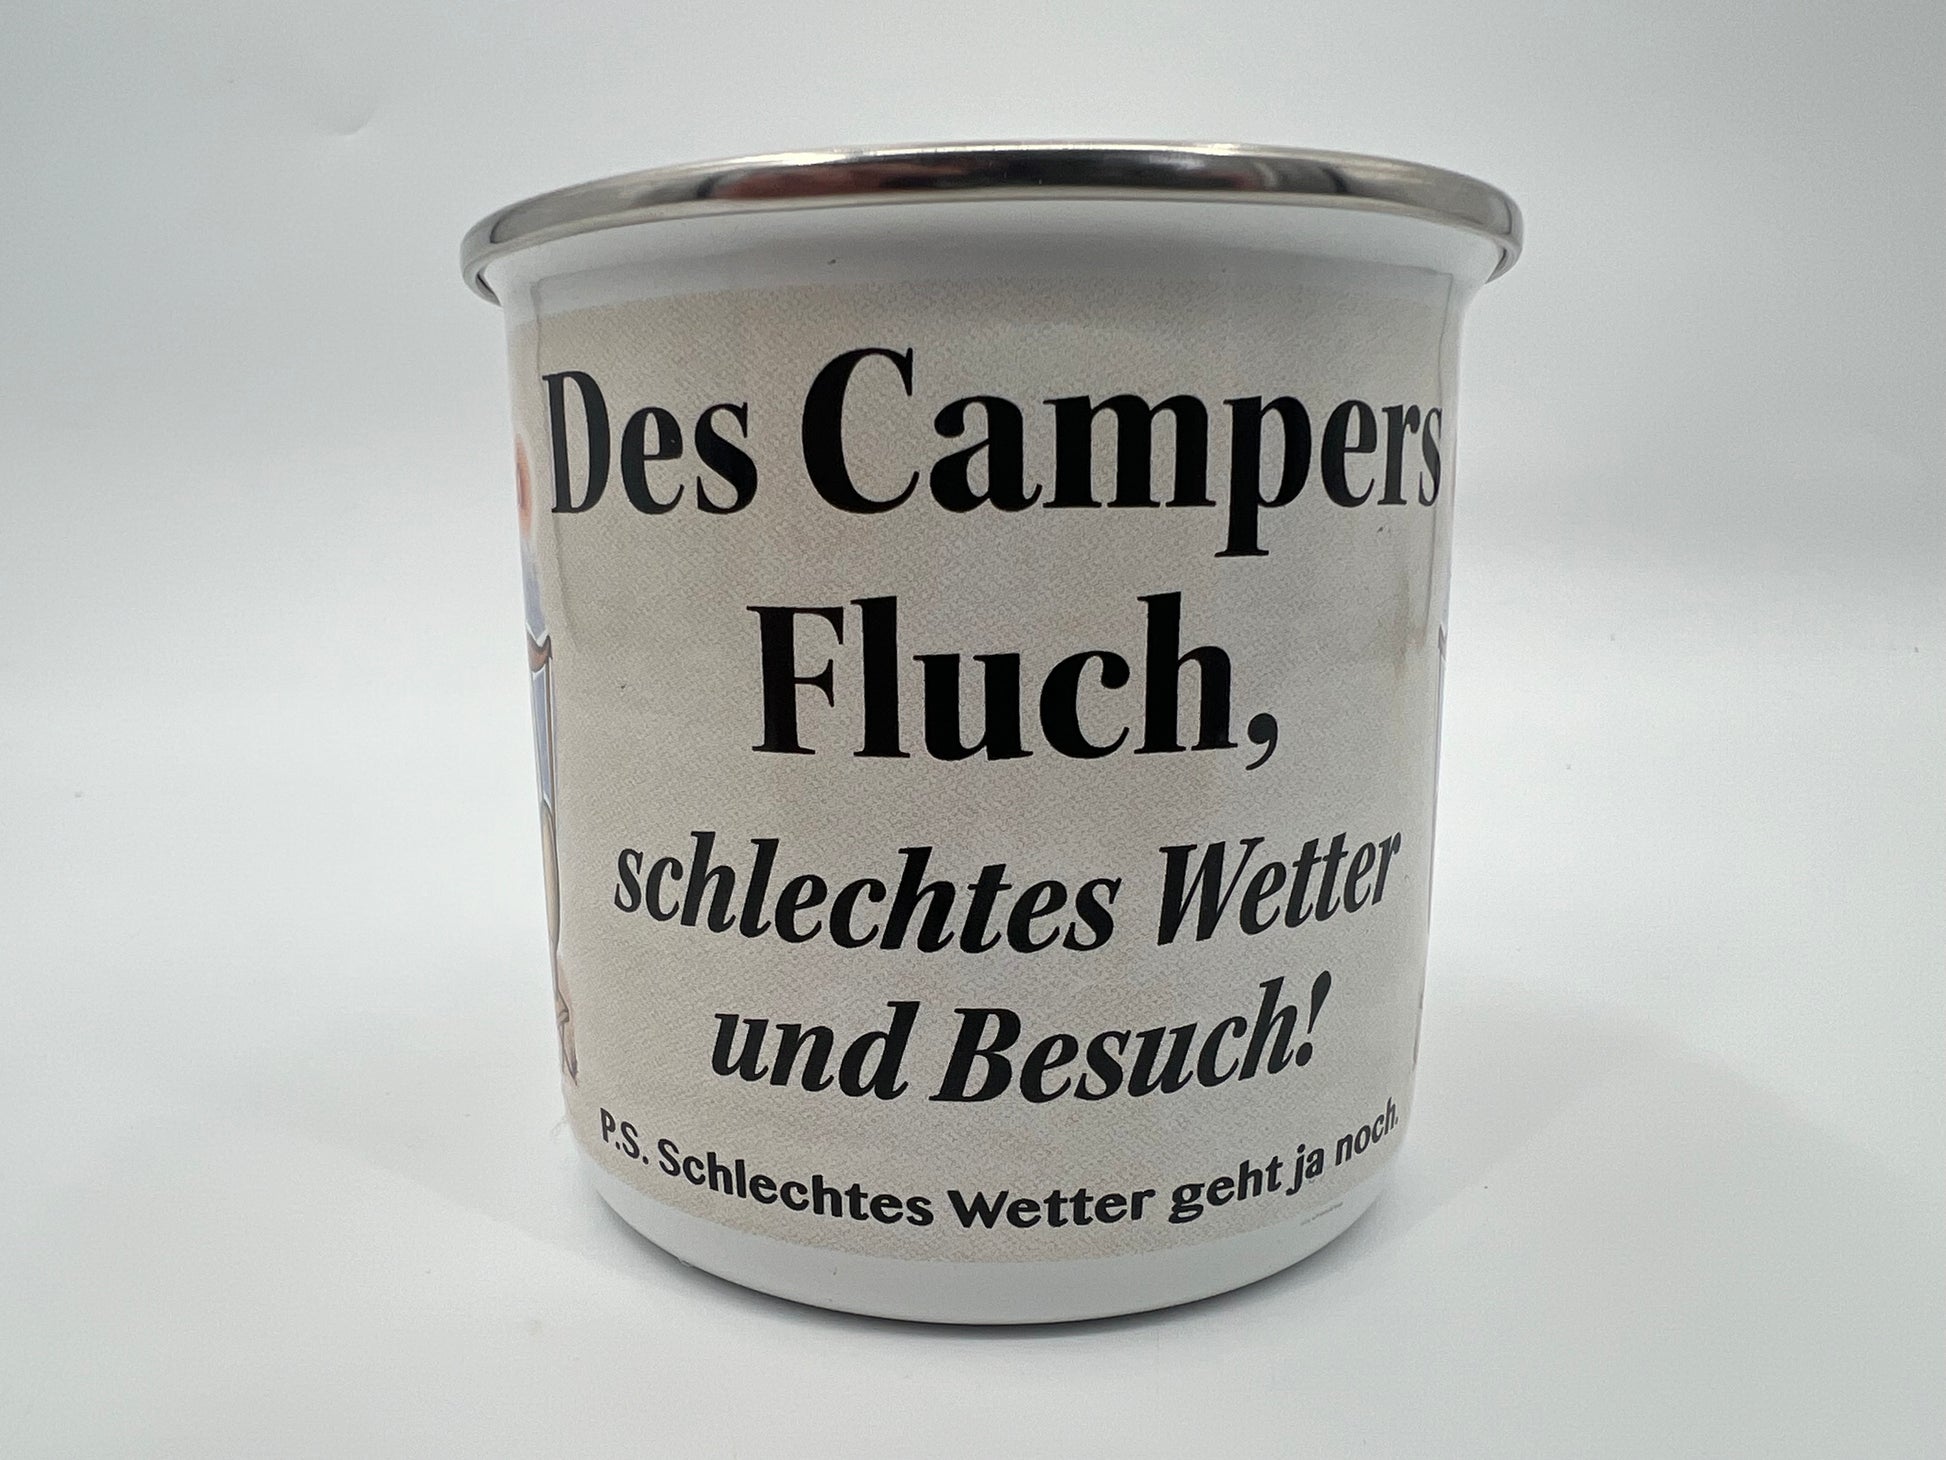 Des Campers
Fluch,
schlechtes Wetter
und Besuch!
P.S. Schlechtes Wetter geht ja noch.